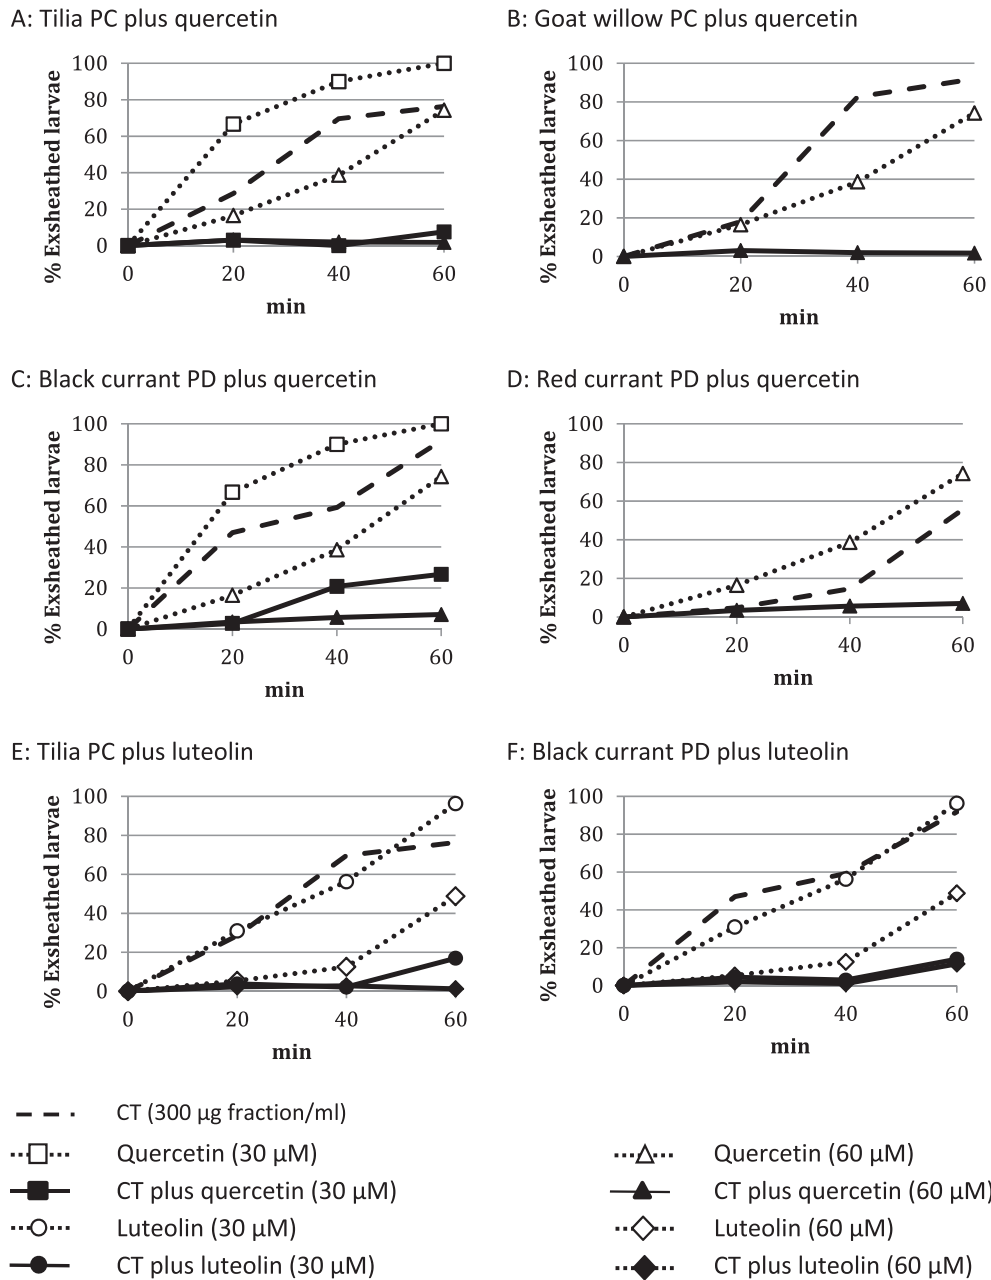 A: Tilia PC plus quercetin
% Exsheathed larvae
100
80
60
40
20
0
0 20 40 60
min
B: Goat willow PC plus quercetin
% Exsheathed larvae
100
80
60
40
20
0
0 20 40 60
min
C: Black currant PD plus quercetin
% Exsheathed larvae
100
80
60
40
20
0
0 20 40 60
min
D: Red currant PD plus quercetin
% Exsheathed larvae
100
80
60
40
20
0
0 20 40 60
min
E: Tilia PC plus luteolin
% Exsheathed larvae
100
80
60
40
20
0
0 20 40 60
min
F: Black currant PD plus luteolin
% Exsheathed larvae
100
80
60
40
20
0
0 20 40 60
min
CT (300 µg fraction/ml)
Quercetin (30 µM)
CT plus quercetin (30 µM)
Luteolin (30 µM)
CT plus luteolin (30 µM)
Quercetin (60 µM)
CT plus quercetin (60 µM)
Luteolin (60 µM)
CT plus luteolin (60 µM)